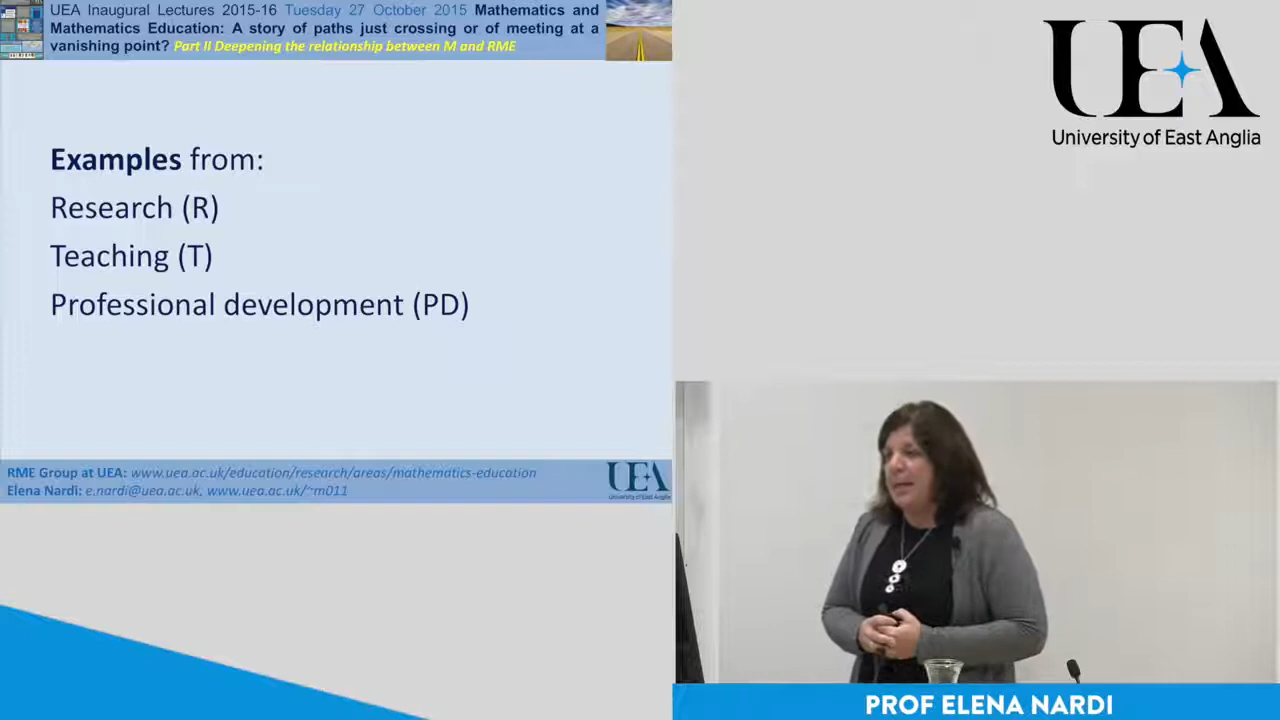 UEA Inaugural Lectures 2015-16 Tuesday 27 October 2015 Mathematics and
Mathematics Education: A story of paths just crossing or of meeting at a
vanishing point? Part II Deepening the relationship between M and RME
UEA
University of East Anglia
Examples from:
Research (R)
Teaching (T)
Professional development (PD)
RME Group at UEA: www.uea.ac.uk/education/research/areas/mathematics-education
Elena Nardi: e.nardi@uea.ac.uk, www.uea.ac.uk/~m011
UEA
University of East Anglia
PROF ELENA NARDI